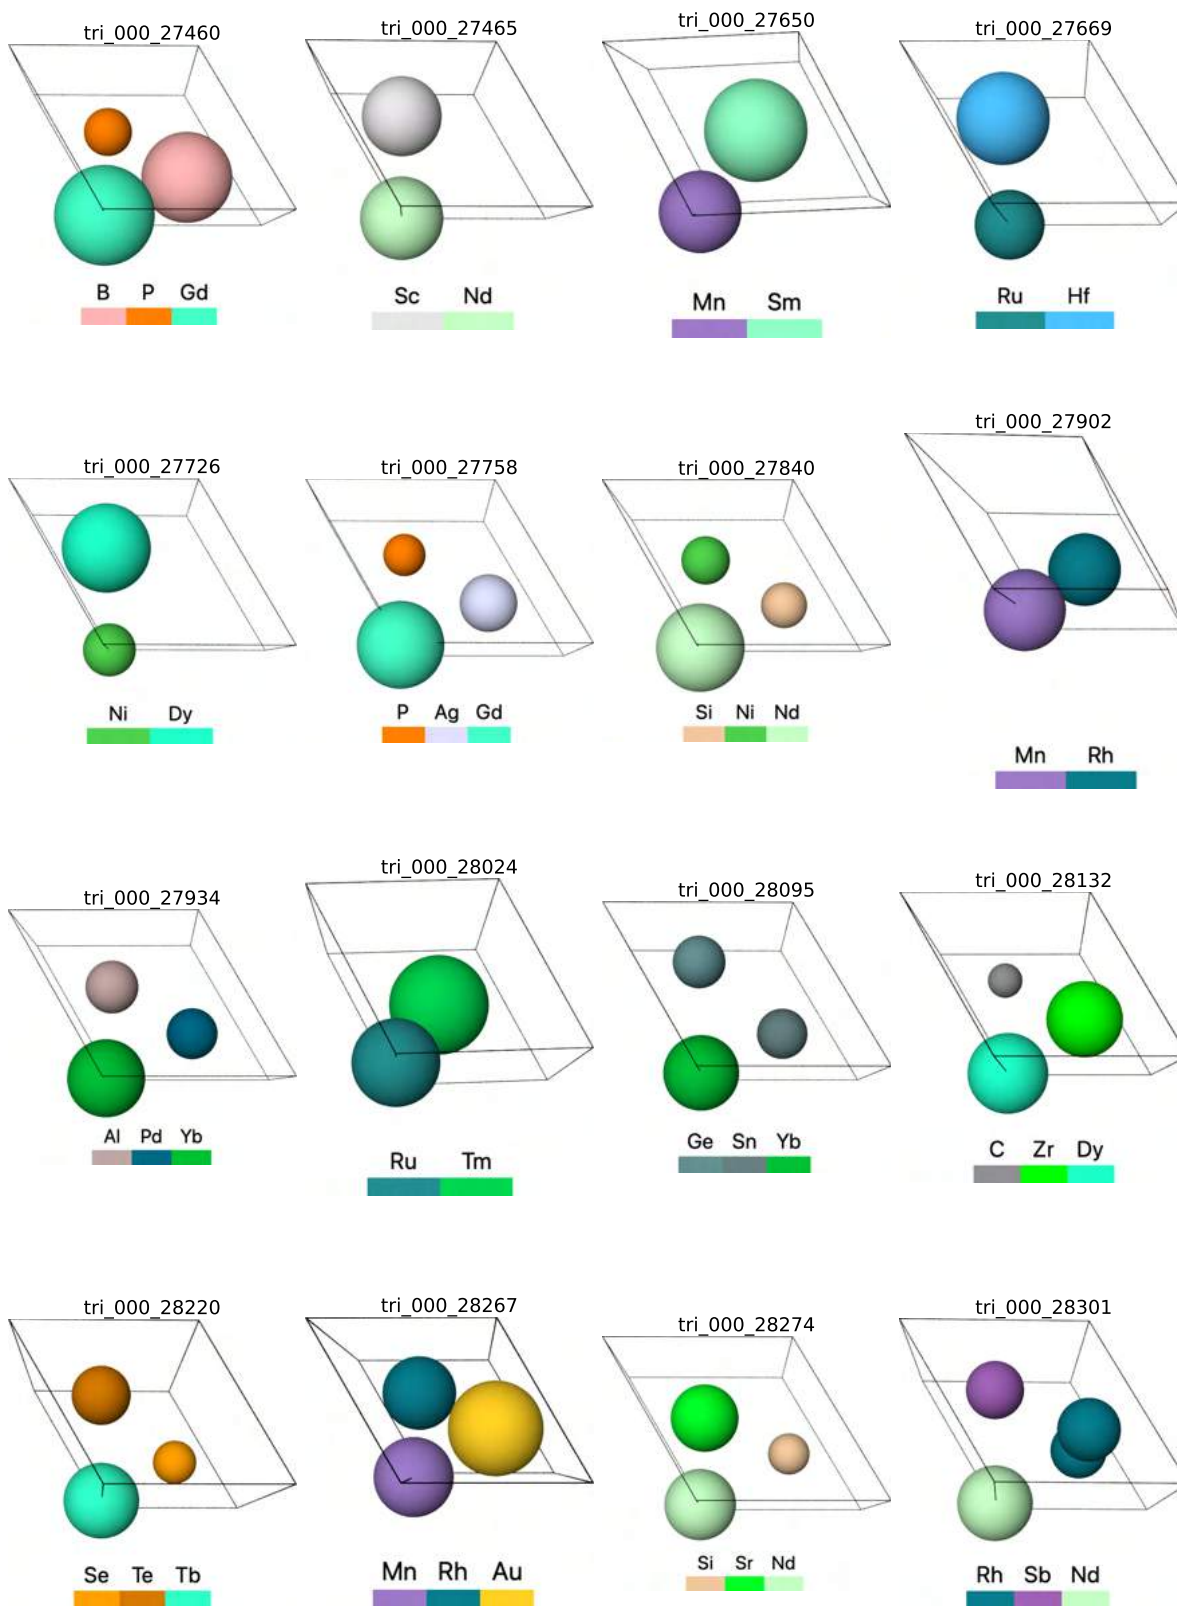 tri_000_27460
B P Gd
tri_000_27465
Sc Nd
tri_000_27650
Mn Sm
tri_000_27669
Ru Hf
tri_000_27726
Ni Dy
tri_000_27758
P Ag Gd
tri_000_27840
Si Ni Nd
tri_000_27902
Mn Rh
tri_000_27934
Al Pd Yb
tri_000_28024
Ru Tm
tri_000_28095
Ge Sn Yb
tri_000_28132
C Zr Dy
tri_000_28220
Se Te Tb
tri_000_28267
Mn Rh Au
tri_000_28274
Si Sr Nd
tri_000_28301
Rh Sb Nd